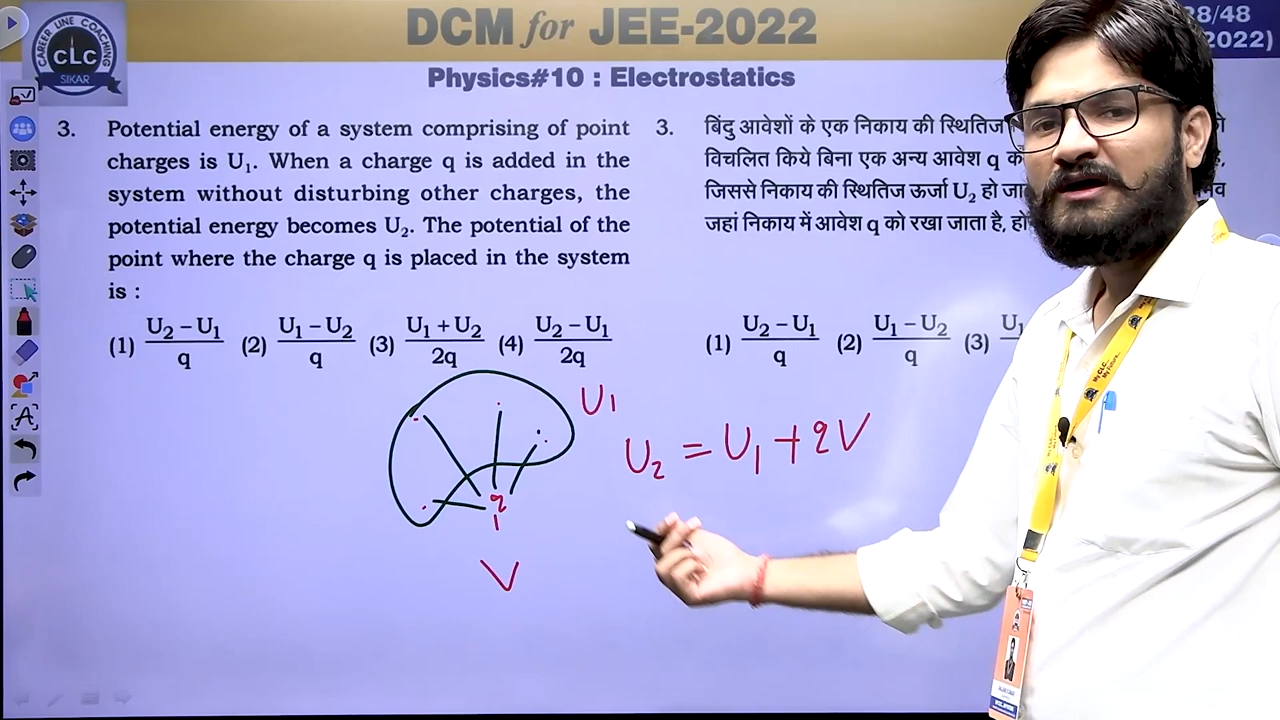 DCM for JEE-2022
28/48
2022)
CAREER LINE COACHING
CLC
SIKAR
Physics#10 : Electrostatics
3. Potential energy of a system comprising of point
charges is U₁. When a charge q is added in the
system without disturbing other charges, the
potential energy becomes U₂. The potential of the
point where the charge q is placed in the system
is :
(1) (U₂ – U₁)/q (2) (U₁ – U₂)/q (3) (U₁ + U₂)/2q (4) (U₂ – U₁)/2q
3. बिंदु आवेशों के एक निकाय की स्थितिज
विचलित किये बिना एक अन्य आवेश q
जिससे निकाय की स्थितिज ऊर्जा U₂ हो
जहां निकाय में आवेश q को रखा जाता है,
(1) (U₂ – U₁)/q (2) (U₁ – U₂)/q (3) U₁
U₁
U₂ = U₁ + qV
q
V
My CLC...
My Future...